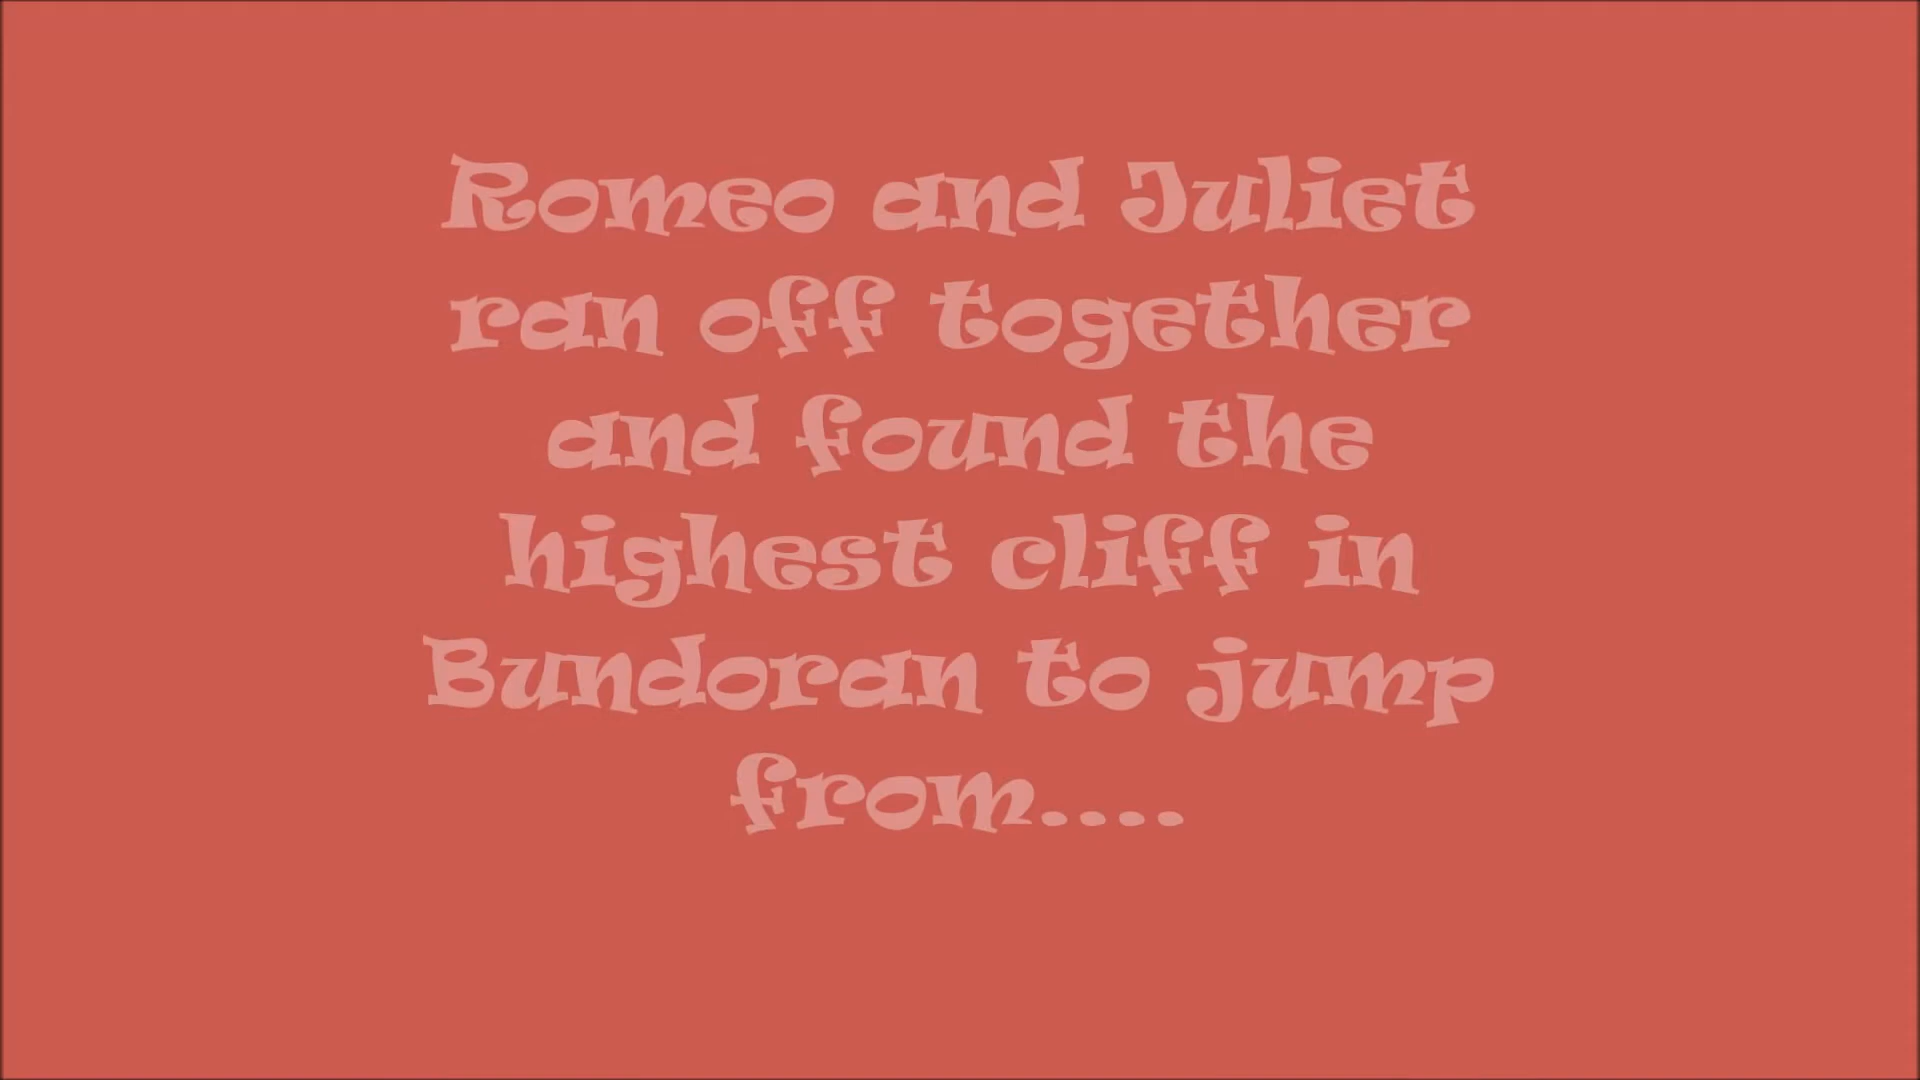 Romeo and Juliet
ran off together
and found the
highest cliff in
Bundoran to jump
from....